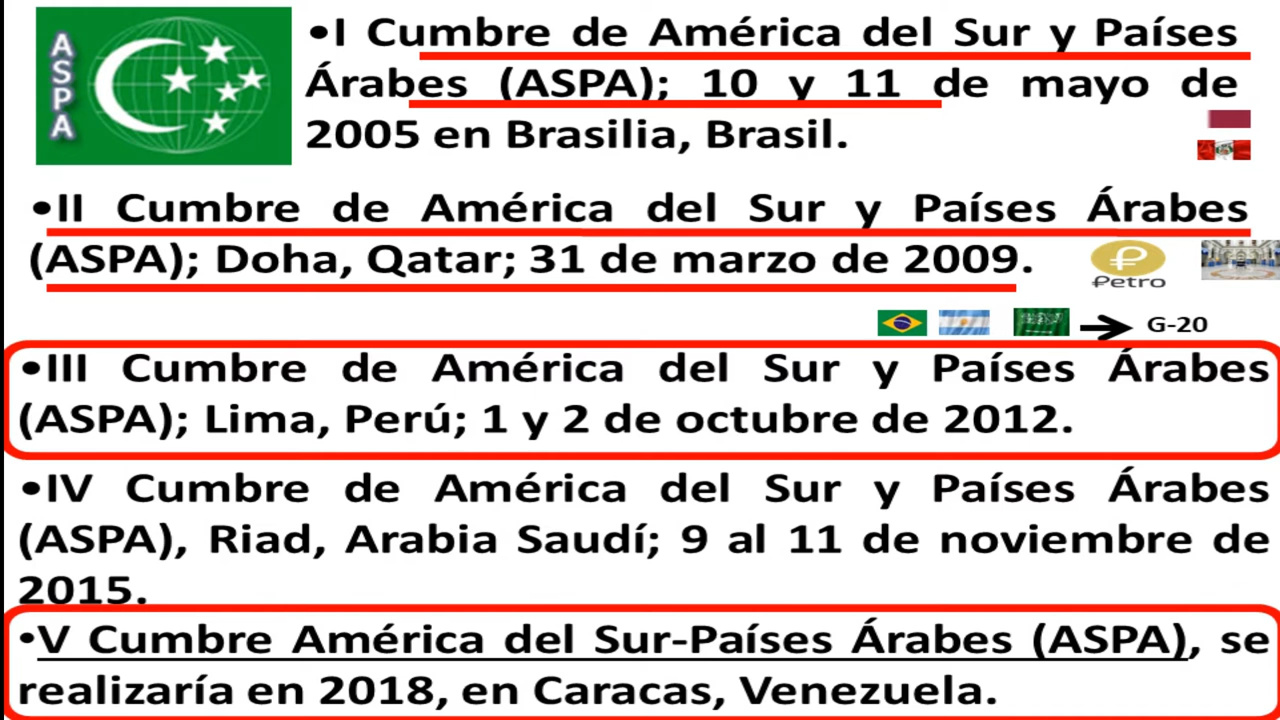 ASPA
•I Cumbre de América del Sur y Países
Árabes (ASPA); 10 y 11 de mayo de
2005 en Brasilia, Brasil.
•II Cumbre de América del Sur y Países Árabes
(ASPA); Doha, Qatar; 31 de marzo de 2009.
Petro
G-20
•III Cumbre de América del Sur y Países Árabes
(ASPA); Lima, Perú; 1 y 2 de octubre de 2012.
•IV Cumbre de América del Sur y Países Árabes
(ASPA), Riad, Arabia Saudí; 9 al 11 de noviembre de
2015.
•V Cumbre América del Sur-Países Árabes (ASPA), se
realizaría en 2018, en Caracas, Venezuela.